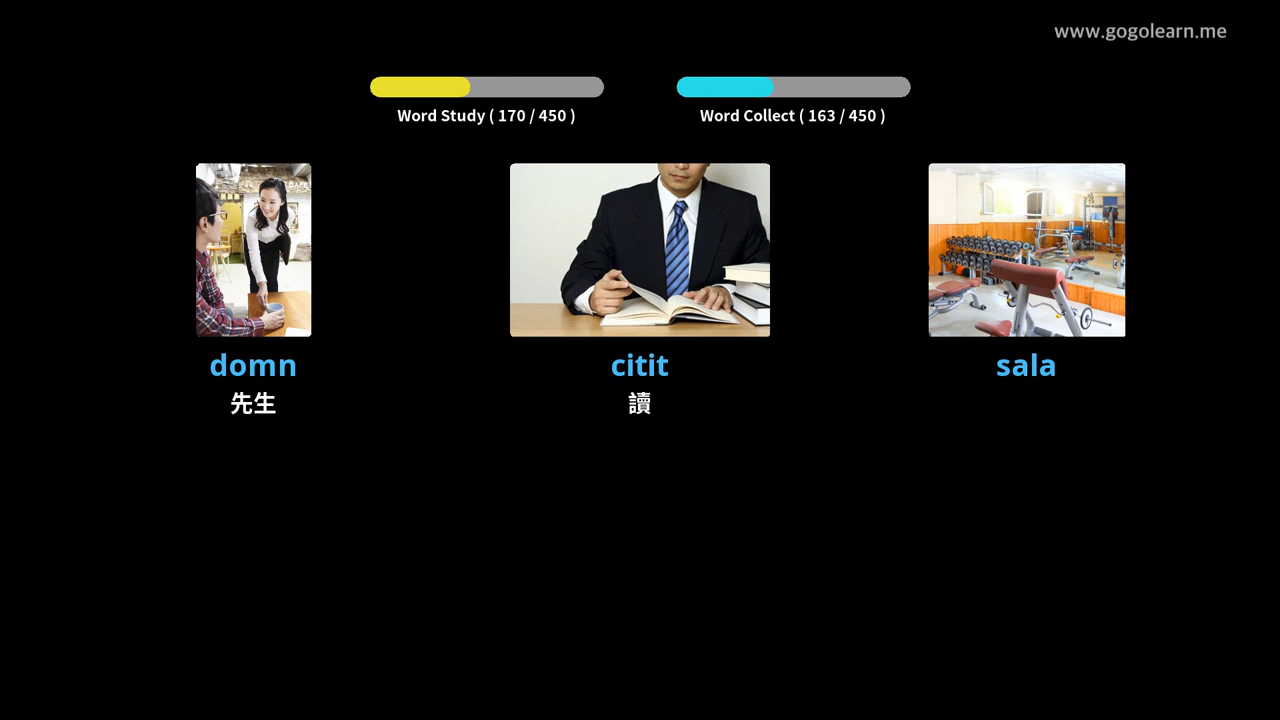 www.gogolearn.me
Word Study ( 170 / 450 )
Word Collect ( 163 / 450 )
domn
citit
sala
先生
讀